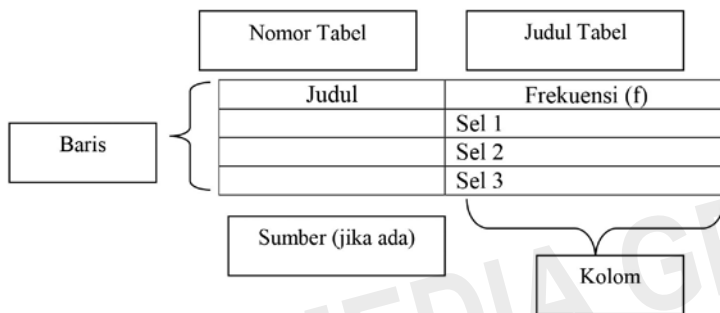 Nomor Tabel
Judul Tabel
Judul
Frekuensi (f)
Baris
Sel 1
Sel 2
Sel 3
Sumber (jika ada)
Kolom